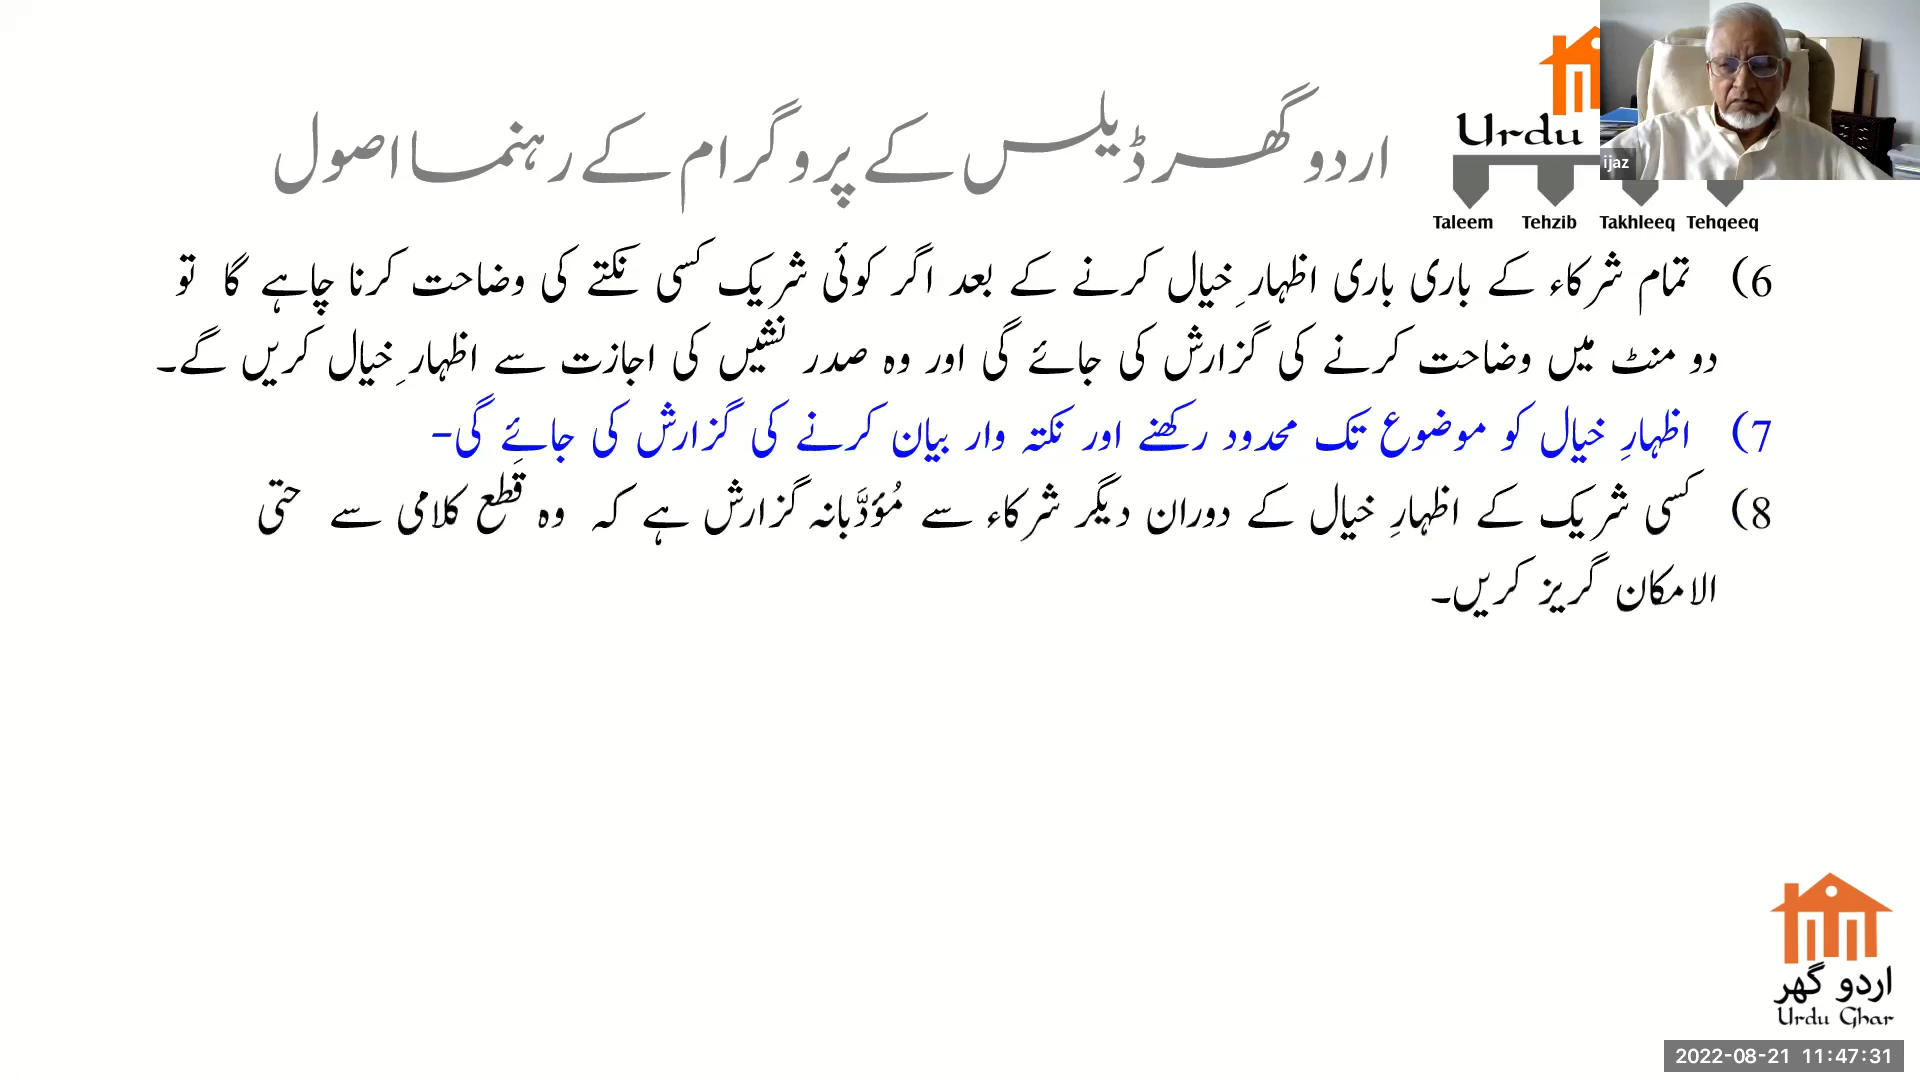 اردو گھر ڈیلس کے پروگرام کے رہنما اصول
Urdu
ijaz
Taleem Tehzib Takhleeq Tehqeeq
6) تمام شرکاء کے باری باری اظہارِ خیال کرنے کے بعد اگر کوئی شریک کسی نکتے کی وضاحت کرنا چاہے گا تو
دو منٹ میں وضاحت کرنے کی گزارش کی جائے گی اور وہ صدر نشیں کی اجازت سے اظہارِ خیال کریں گے۔
7) اظہارِ خیال کو موضوع تک محدود رکھنے اور نکتہ وار بیان کرنے کی گزارش کی جائے گی-
8) کسی شریک کے اظہارِ خیال کے دوران دیگر شرکاء سے مُؤدَّبانہ گزارش ہے کہ وہ قطع کلامی سے حتی
الامکان گریز کریں۔
اردو گھر
Urdu Ghar
2022-08-21 11:47:31